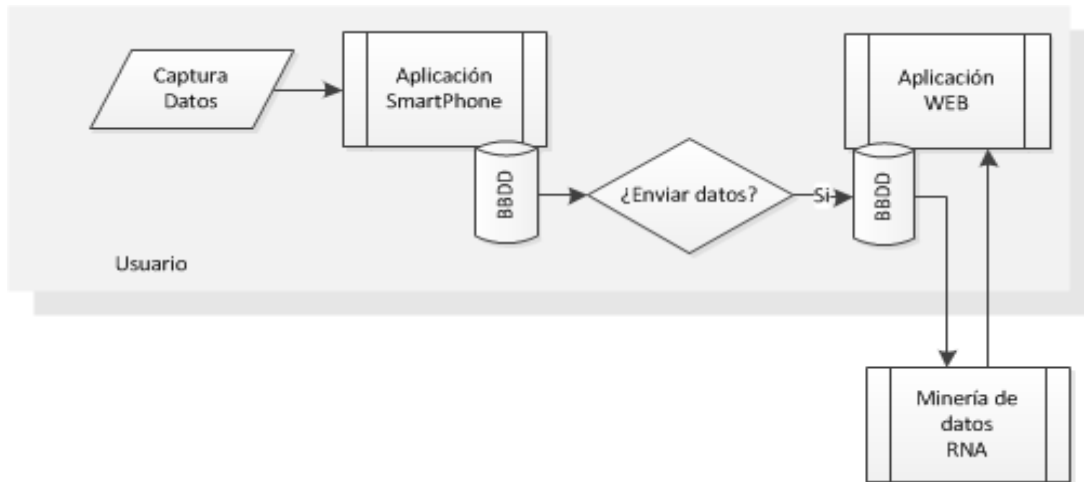 Captura
Datos
Aplicación
SmartPhone
BBDD
¿Enviar datos?
Si
Aplicación
WEB
BBDD
Usuario
Minería de
datos
RNA